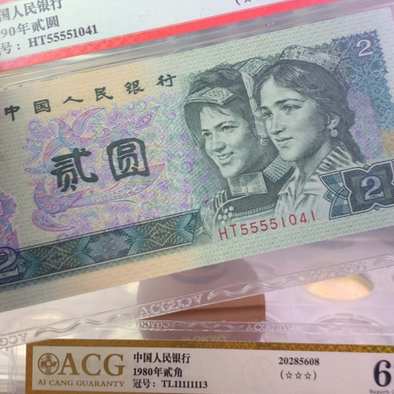 国人民银行
90年贰圆
冠号: HT55551041
中国人民银行
2
贰圆
HT55551041
2
2
ACG
AI CANG GUARANTY
中国人民银行
1980年贰角
冠号: TL11111113
20285608
(☆☆☆)
6